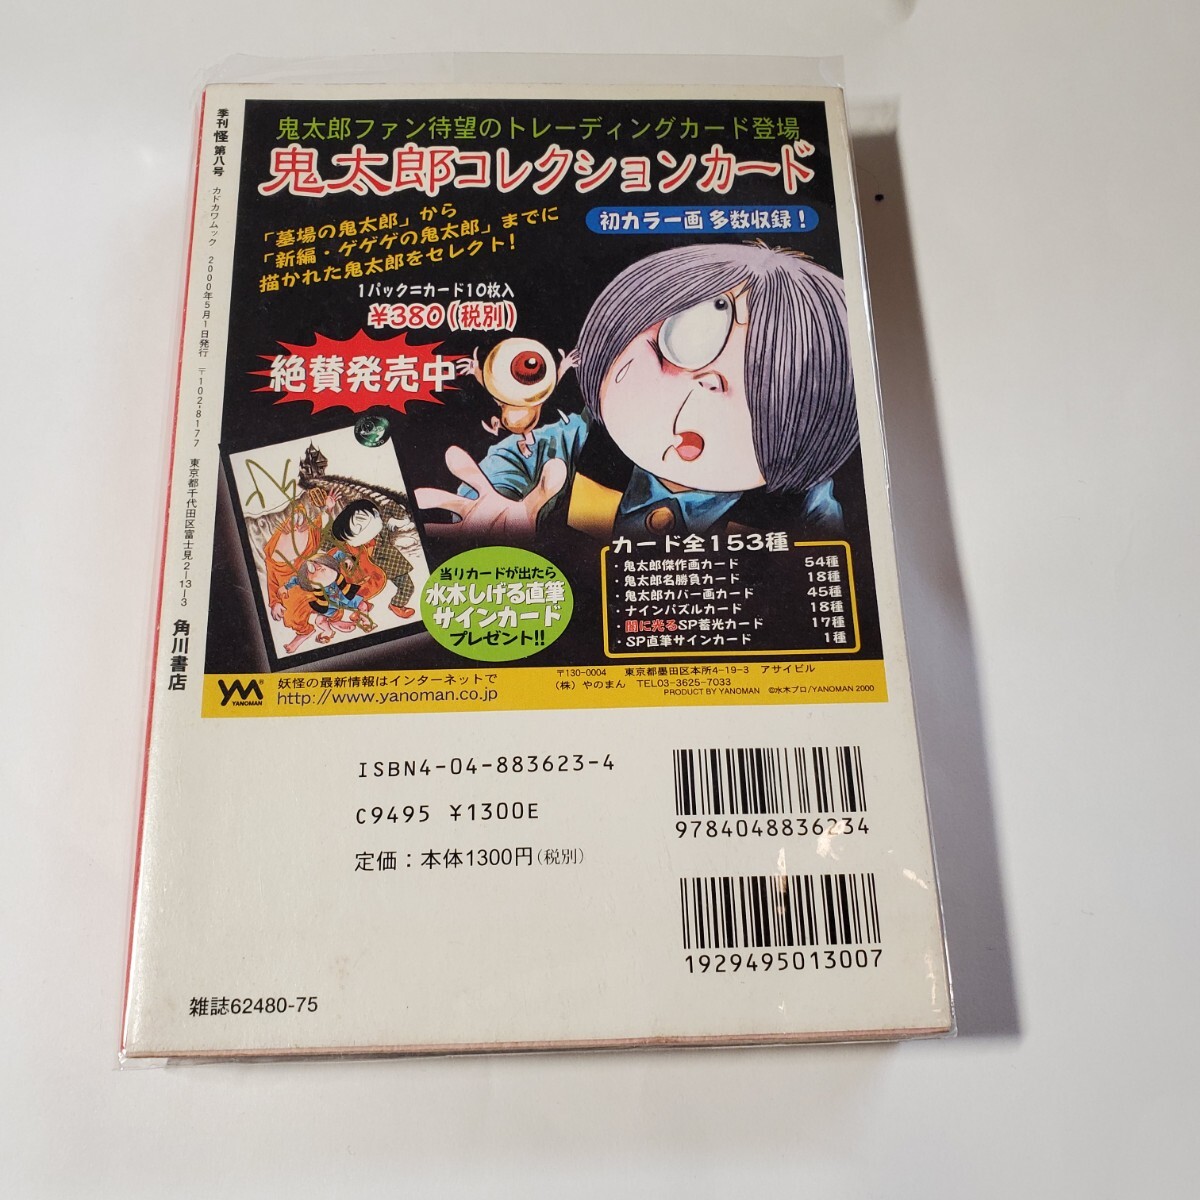 季刊 怪 第八号 カドカワムック 2000年5月1日発行 〒102-8177 東京都千代田区富士見2-13-3 角川書店
鬼太郎ファン待望のトレーディングカード登場
鬼太郎コレクションカード
初カラー画 多数収録!
「墓場の鬼太郎」から
「新編・ゲゲゲの鬼太郎」までに
描かれた鬼太郎をセレクト!
1パック=カード10枚入
¥380(税別)
絶賛発売中
当りカードが出たら
水木しげる直筆
サインカード
プレゼント!!
カード全153種
・鬼太郎傑作画カード 54種
・鬼太郎名勝負カード 18種
・鬼太郎カバー画カード 45種
・ナインパズルカード 18種
・闇に光るSP蓄光カード 17種
・SP直筆サインカード 1種
YM®
YANOMAN
妖怪の最新情報はインターネットで
http://www.yanoman.co.jp
〒130-0004 東京都墨田区本所4-19-3 アサイビル
(株) やのまん TEL03-3625-7033
PRODUCT BY YANOMAN ©水木プロ/YANOMAN 2000
ISBN4-04-883623-4
C9495 ¥1300E
定価:本体1300円(税別)
9784048836234
1929495013007
雑誌62480-75